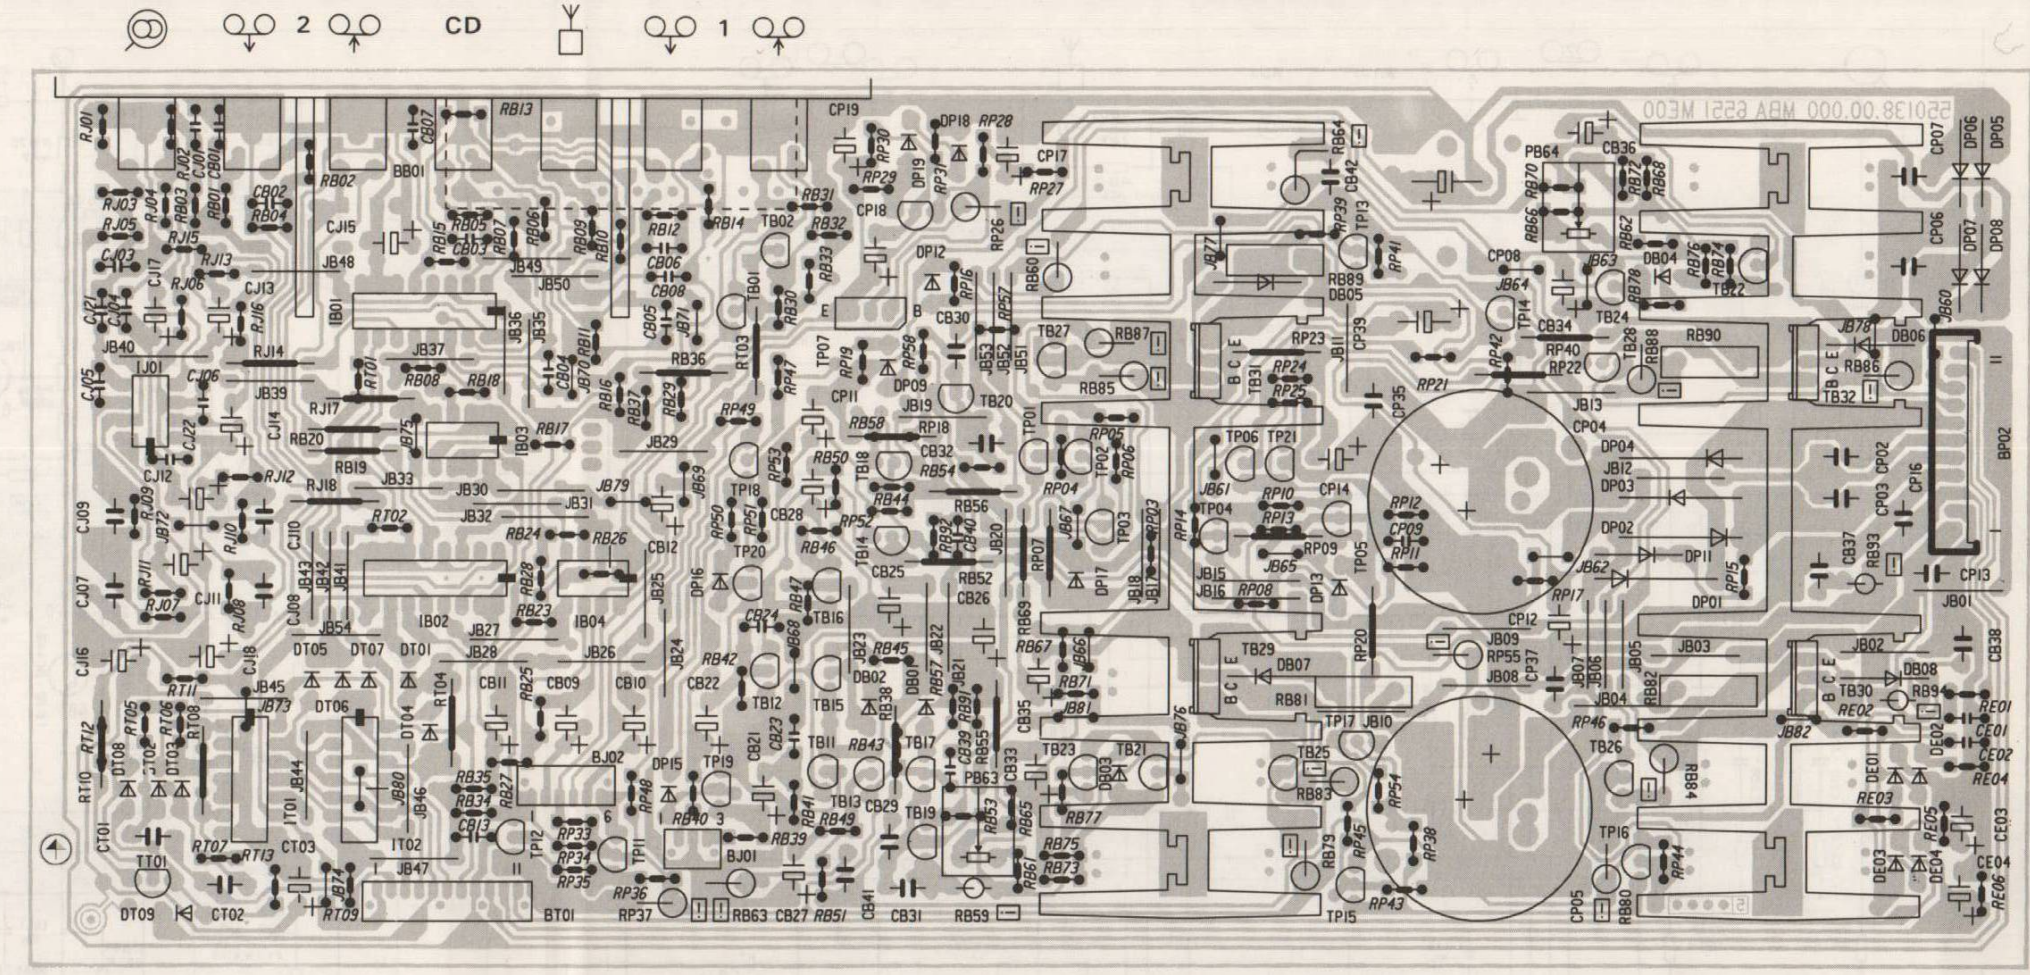 2 CD 1
550138.00.000 MBA 6551 ME00
RJ01
RJ02
CJ01
CB01
RB02
BB01
CB07
RB13
CP19
RP30
DP19
DP18
RP31
RP28
RP29
CP17
RP27
RB64
CB42
PB64
CB36
RB70
RB72
RB68
CP07
DP06
DP05
RJ03
RJ04
RB03
RB01
CB02
RB04
RJ05
RJ15
CJ15
RB15
RB05
CB03
RB07
RB06
RB09
RB10
RB12
RB14
TB02
RB31
RB32
CP18
RP26
RP39
TP13
RP41
RB66
RB62
CP06
DP07
DP08
CJ03
CJ17
RJ13
RJ06
CJ13
JB48
JB49
JB50
CB06
CB08
TB01
RB33
DP12
RP16
RB60
JB77
RB89
DB05
CP08
JB63
JB64
DB04
RB76
RB74
RB78
TB22
TB24
CJ21
CJ04
RJ16
IB01
JB36
JB35
RB11
CB05
JB71
RT03
RB30
E B
CB30
RP57
TP14
JB60
JB40
RJ14
JB37
RT01
RB08
RB18
CB04
JB70
RB36
TP07
RP19
RP58
JB53
JB52
JB51
TB27
RB87
RB85
B C E
TB31
RP23
RP24
RP25
JB11
CP39
RP21
RP42
CB34
RP40
RP22
TB28
RB88
RB90
JB78
DB06
RB86
B C E
TB32
IJ01
CJ05
CJ06
JB39
RJ17
CJ14
CJ22
RB20
RB19
JB75
IB03
RB17
RB16
RB37
RB29
JB29
RP47
RP49
CP11
DP09
JB19
TB20
RB58
RP18
CB32
RB54
TP01
RP05
TP02
RP06
CP35
JB13
CP04
DP04
JB12
DP03
CP02
CP03
CP16
BP02
CJ12
RJ12
JB33
JB30
JB31
JB79
JB69
RP53
TP18
RB50
TB18
RB44
RP04
TP06
TP21
JB61
RP10
CP14
RJ18
JB32
CJ09
RJ09
JB72
RJ10
CJ10
RT02
RB24
RB26
CB12
RP50
RP51
CB28
RP52
RB46
TB14
RB92
CB40
RB56
JB20
RP07
JB67
TP03
RP03
RP14
TP04
RP13
RP09
TP05
RP12
CP09
RP11
DP02
DP11
JB62
RP15
CB37
RB93
CP13
JB01
CJ07
RJ11
RJ07
CJ11
RJ08
CJ08
JB43
JB42
JB41
IB02
RB28
RB23
IB04
JB25
DP16
TP20
RB47
TB16
CB24
CB25
RB52
CB26
RB69
DP17
JB18
JB17
JB15
JB16
JB65
RP08
DP13
RP17
DP01
CJ16
CJ18
JB54
JB27
JB28
JB26
JB24
RB42
JB68
JB23
RB45
JB22
RB67
JB66
RP20
CP12
JB09
RP55
JB08
CP37
JB07
JB06
JB05
JB03
JB02
CB38
DT05
DT07
DT01
RT11
JB45
JB73
DT06
DT04
RT04
CB11
RB25
CB09
CB10
CB22
TB12
TB15
DB02
RB38
DB01
RB57
JB21
RB91
CB35
RB71
JB81
TB29
B C E
DB07
RB81
JB76
TP17
JB10
JB04
RB82
RP46
B C E
DB08
TB30
RE02
RB94
JB82
RE01
CE01
CE02
RE04
DE02
RT12
RT10
RT05
RT06
RT08
DT08
DT02
DT03
JB44
JB80
JB46
RB35
RB34
CB13
RB27
BJ02
RP48
DP15
TP19
CB21
CB23
TB11
RB43
TB17
CB39
RB55
PB63
CB33
TB23
DB03
TB21
TB25
RB83
RP54
TB26
RB84
DE01
RE03
RE05
CE03
CT01
IT01
TT01
RT07
RT13
CT03
IT02
JB47
TP12
RP33
RP34
RP35
6
TP11
RB40
3
RB41
RB39
BJ01
TB13
RB49
CB29
TB19
RB53
RB65
RB77
RB75
RB73
RB79
TP15
RP45
RP38
TP16
RP44
DE03
DE04
CE04
RE06
DT09
CT02
JB74
RT09
BT01
RP36
RP37
RB63
CB27
RB51
CB41
CB31
RB59
RB61
TP15
RP43
CP05
RB80